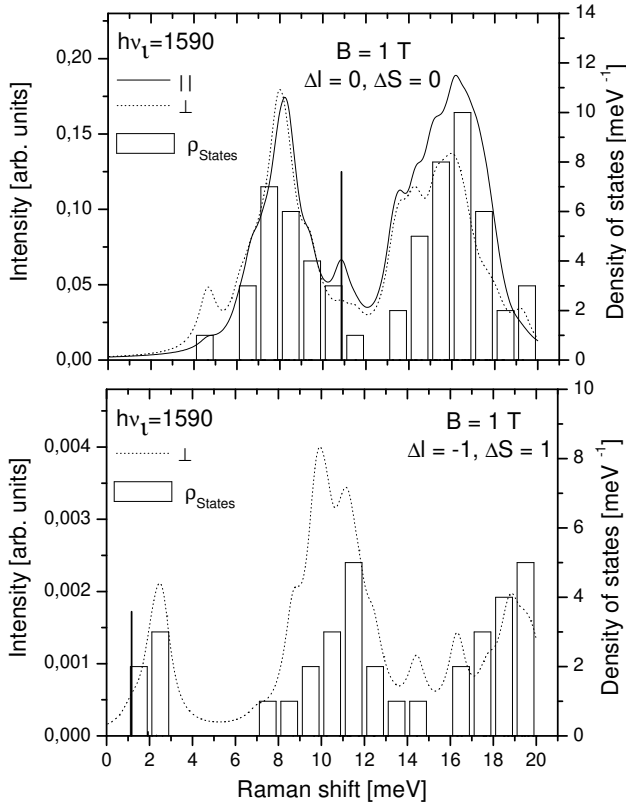 hν_l=1590
||
⊥
ρ_States
B = 1 T
Δl = 0, ΔS = 0
Intensity [arb. units]
0,20
0,15
0,10
0,05
0,00
Density of states [meV⁻¹]
14
12
10
8
6
4
2
0
hν_l=1590
⊥
ρ_States
B = 1 T
Δl = -1, ΔS = 1
Intensity [arb. units]
0,004
0,003
0,002
0,001
0,000
Density of states [meV⁻¹]
10
8
6
4
2
0
0 2 4 6 8 10 12 14 16 18 20
Raman shift [meV]